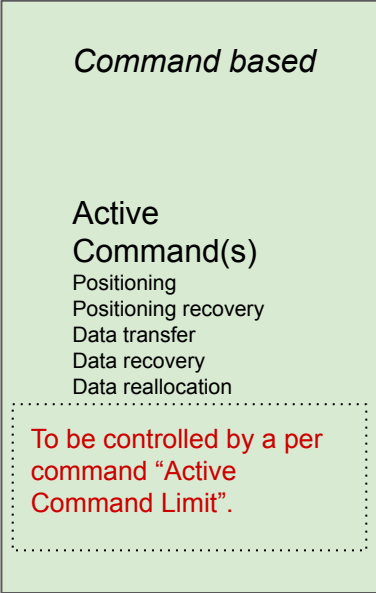 Command based
Active
Command(s)
Positioning
Positioning recovery
Data transfer
Data recovery
Data reallocation
To be controlled by a per
command “Active
Command Limit”.